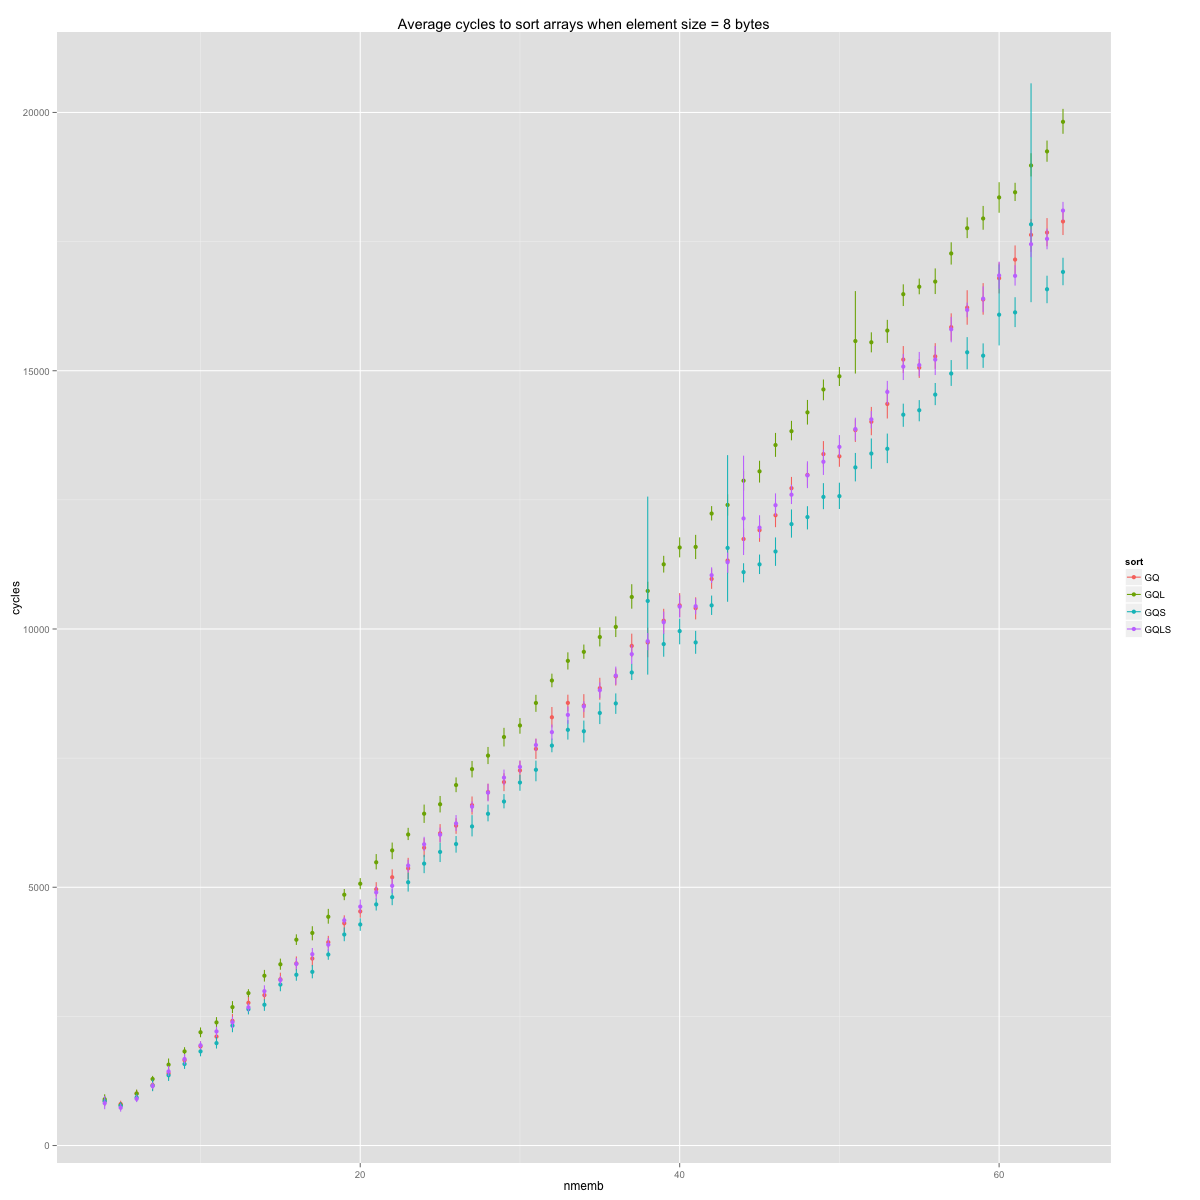 Average cycles to sort arrays when element size = 8 bytes
20000
15000
10000
5000
0
cycles
20
40
60
nmemb
sort
GQ
GQL
GQS
GQLS